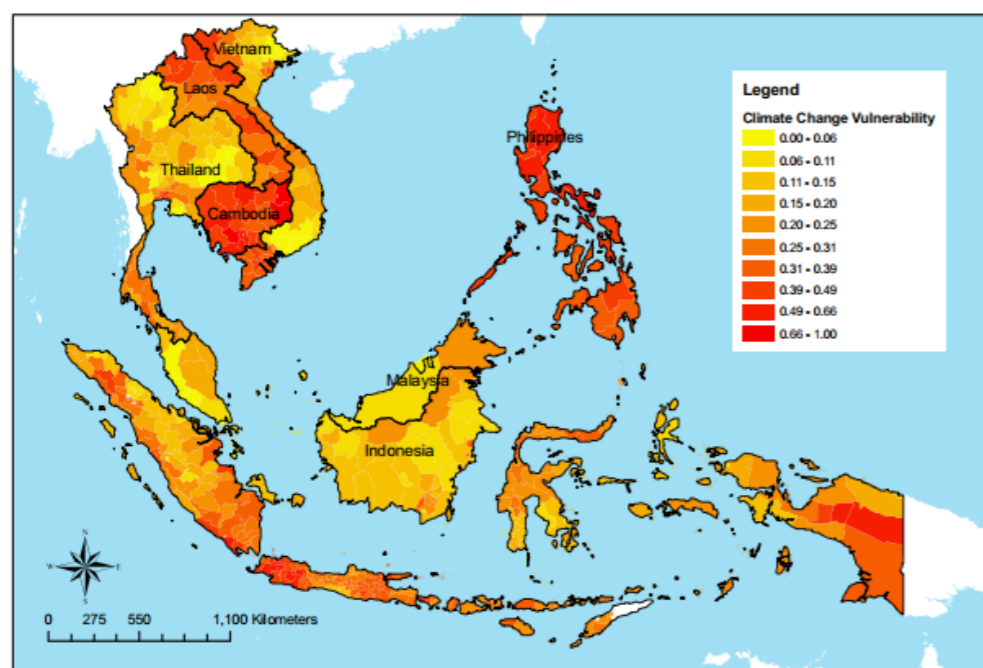 Vietnam
Laos
Thailand
Cambodia
Philippines
Malaysia
Indonesia
Legend
Climate Change Vulnerability
0.00 - 0.06
0.06 - 0.11
0.11 - 0.15
0.15 - 0.20
0.20 - 0.25
0.25 - 0.31
0.31 - 0.39
0.39 - 0.49
0.49 - 0.66
0.66 - 1.00
N
W E
S
0 275 550 1,100 Kilometers